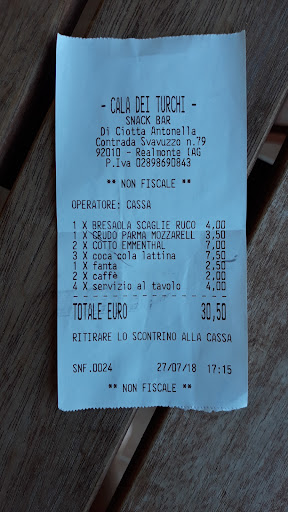 - CALA DEI TURCHI -
SNACK BAR
Di Ciotta Antonella
Contrada Svavuzzo n.79
92010 - Realmonte (AG
P.Iva 02898690843
** NON FISCALE **
OPERATORE: CASSA
1 X BRESAOLA SCAGLIE RUCO 4,00
1 X CRUDO PARMA MOZZARELL 3,50
2 X COTTO EMMENTHAL 7,00
3 X coca cola lattina 7,50
1 X fanta 2,50
2 X caffè 2,00
4 X servizio al tavolo 4,00
TOTALE EURO 30,50
RITIRARE LO SCONTRINO ALLA CASSA
SNF.0024 27/07/18 17:15
** NON FISCALE **